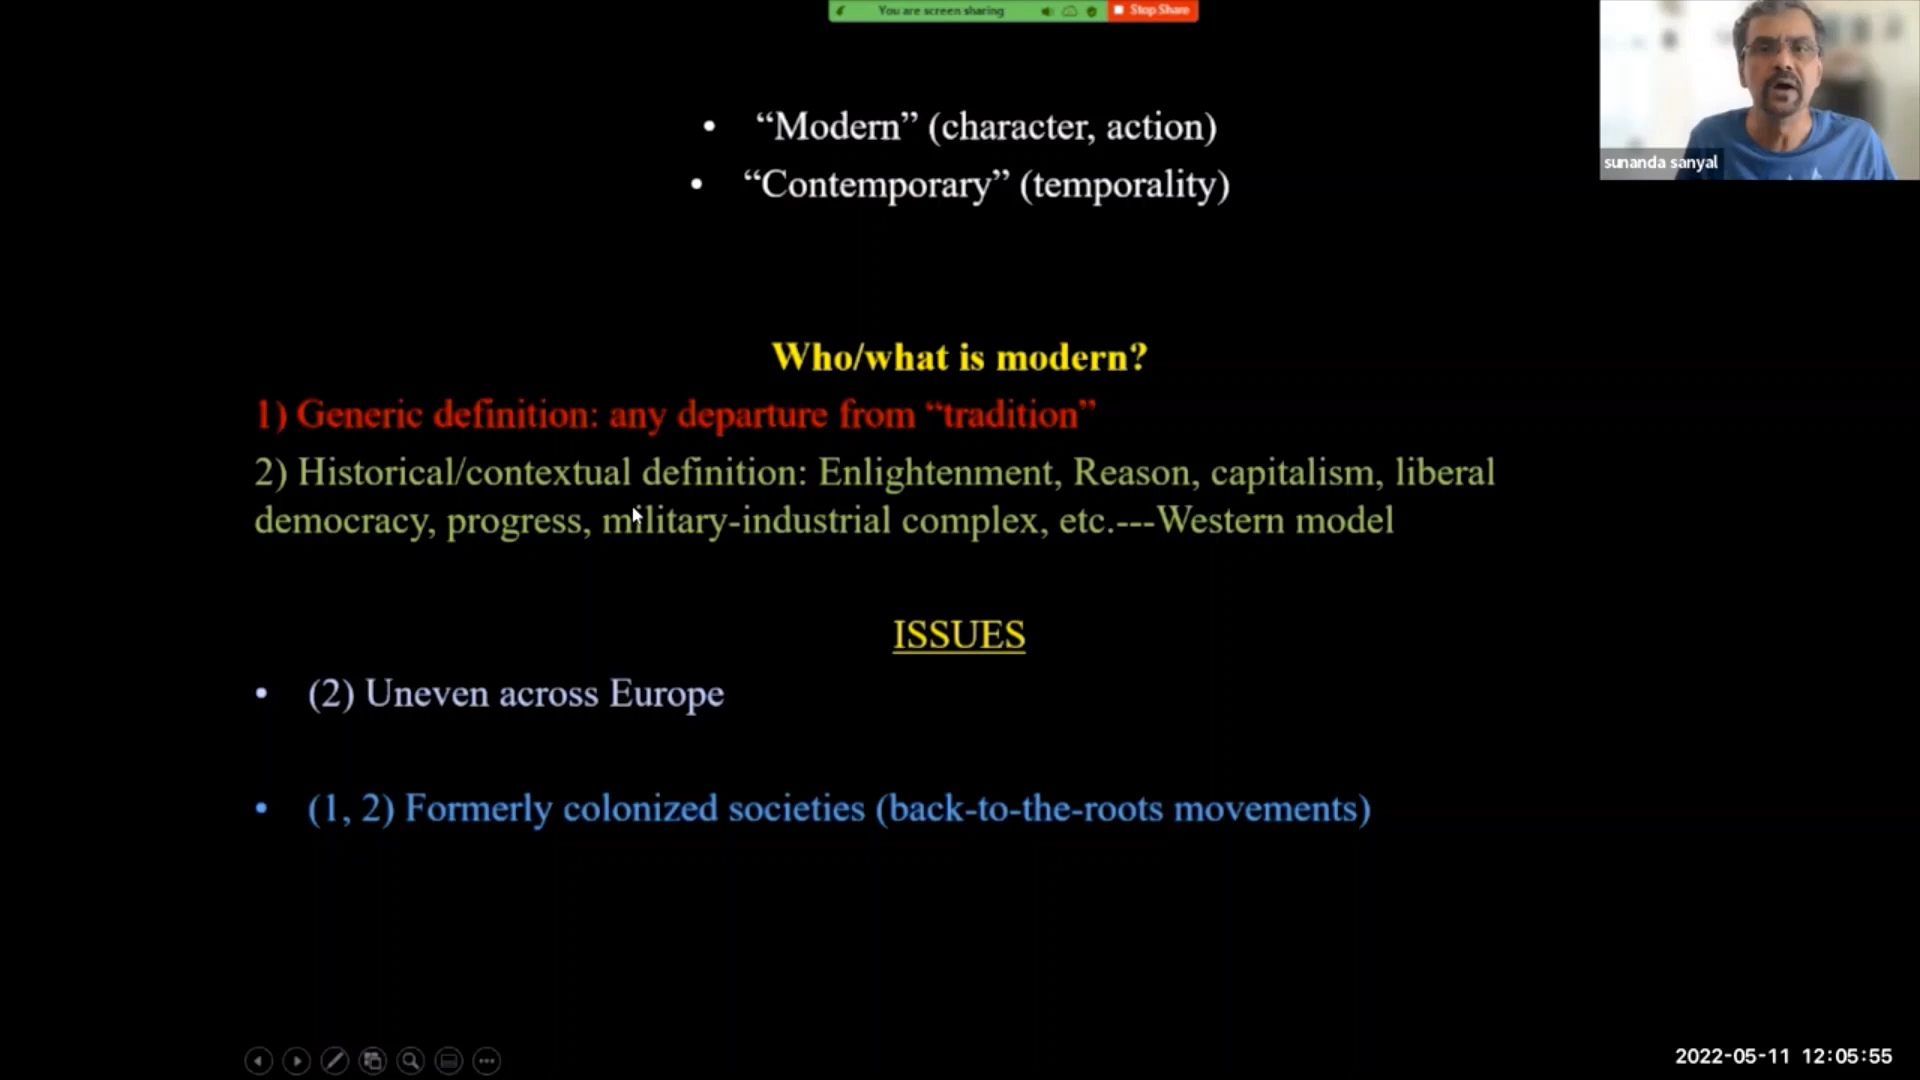 You are screen sharing
Stop Share
• “Modern” (character, action)
• “Contemporary” (temporality)
sunanda sanyal
Who/what is modern?
1) Generic definition: any departure from “tradition”
2) Historical/contextual definition: Enlightenment, Reason, capitalism, liberal
democracy, progress, military-industrial complex, etc.---Western model
ISSUES
• (2) Uneven across Europe
• (1, 2) Formerly colonized societies (back-to-the-roots movements)
2022-05-11 12:05:55